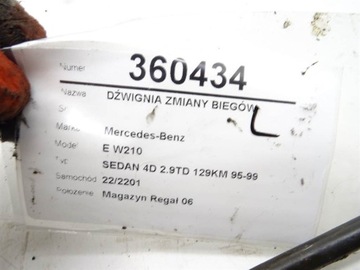 Numer 360434
Nazwa DŹWIGNIA ZMIANY BIEGÓW
L
Marka Mercedes-Benz
Model E W210
Typ SEDAN 4D 2.9TD 129KM 95-99
Samochód 22/2201
Położenie Magazyn Regał 06